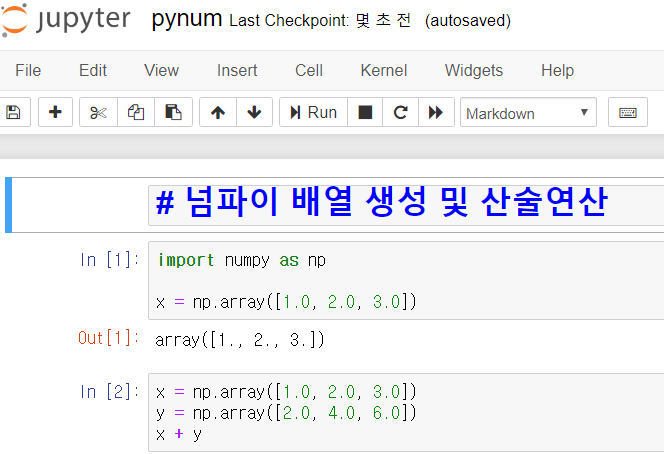 jupyter pynum Last Checkpoint: 몇 초 전 (autosaved)
File Edit View Insert Cell Kernel Widgets Help
Run Markdown
# 넘파이 배열 생성 및 산술연산
In [1]: import numpy as np
x = np.array([1.0, 2.0, 3.0])
Out[1]: array([1., 2., 3.])
In [2]: x = np.array([1.0, 2.0, 3.0])
y = np.array([2.0, 4.0, 6.0])
x + y